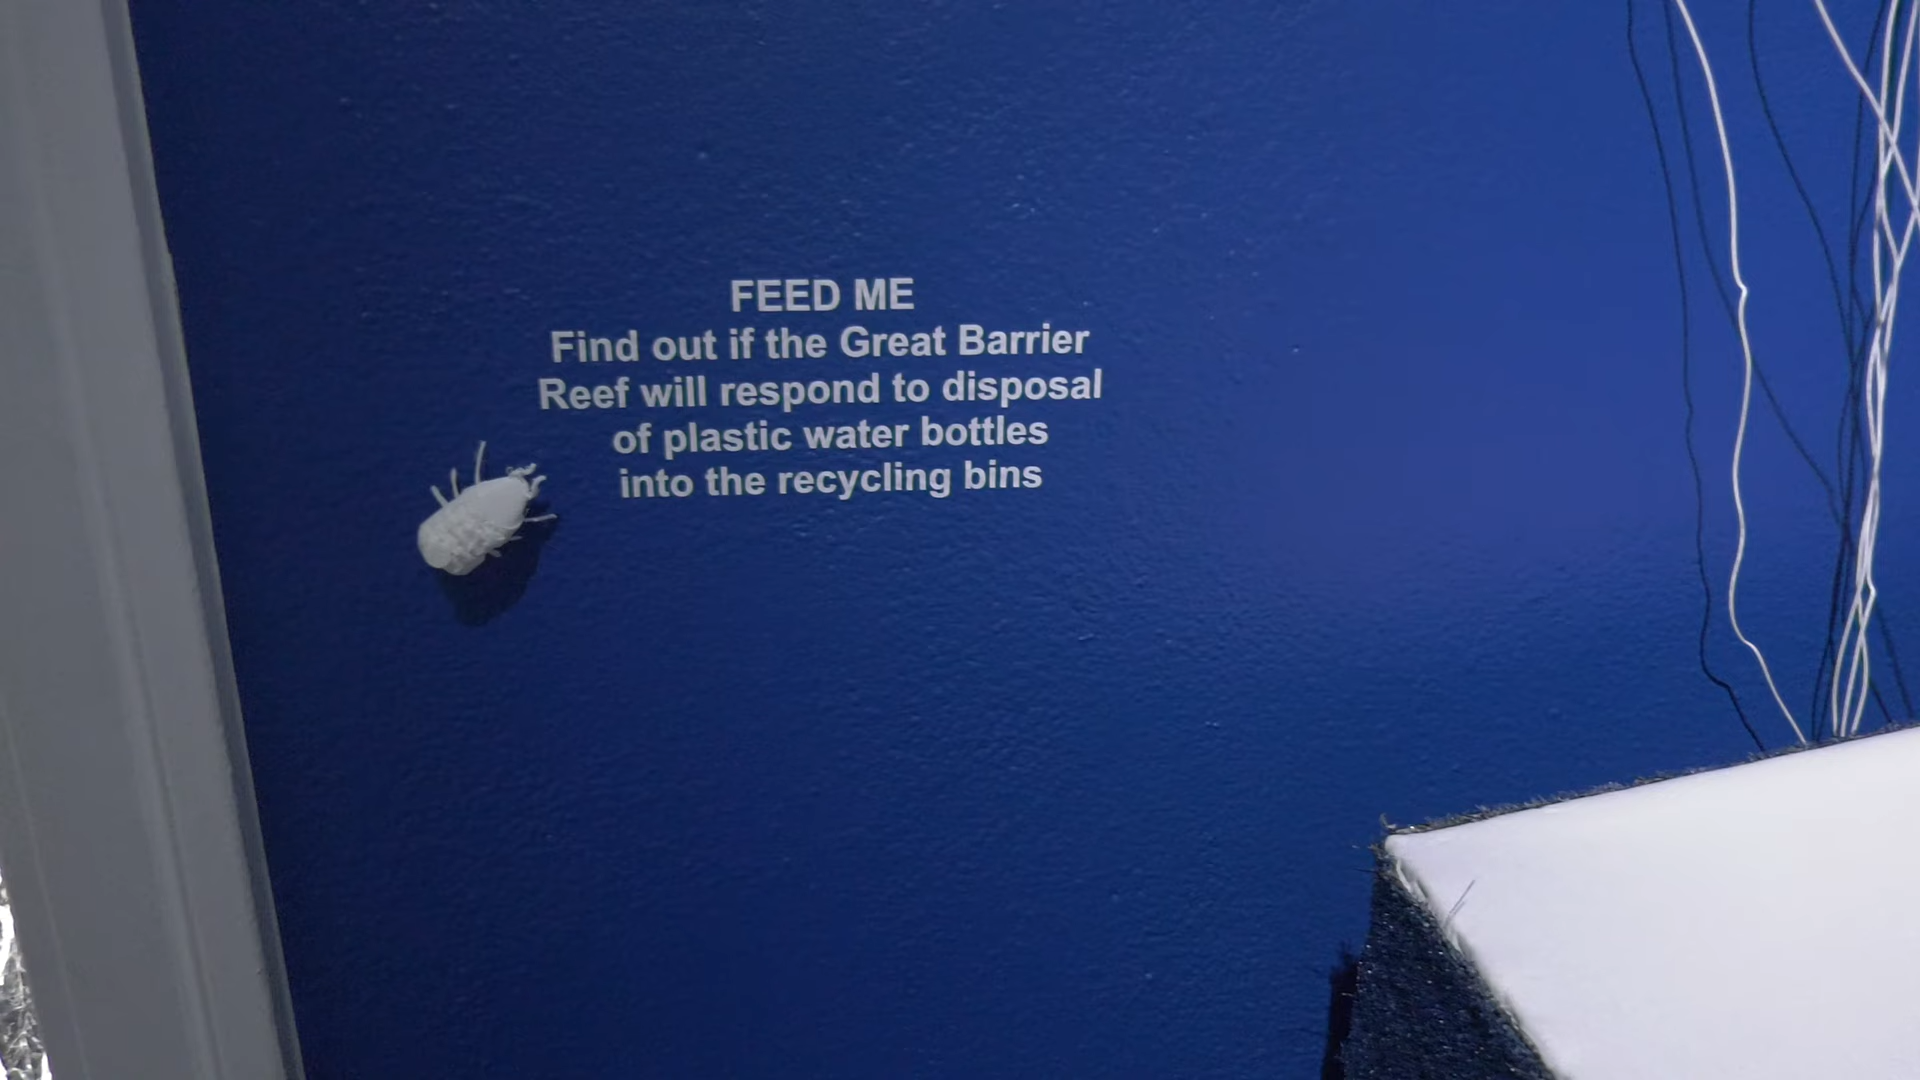 FEED ME
Find out if the Great Barrier
Reef will respond to disposal
of plastic water bottles
into the recycling bins